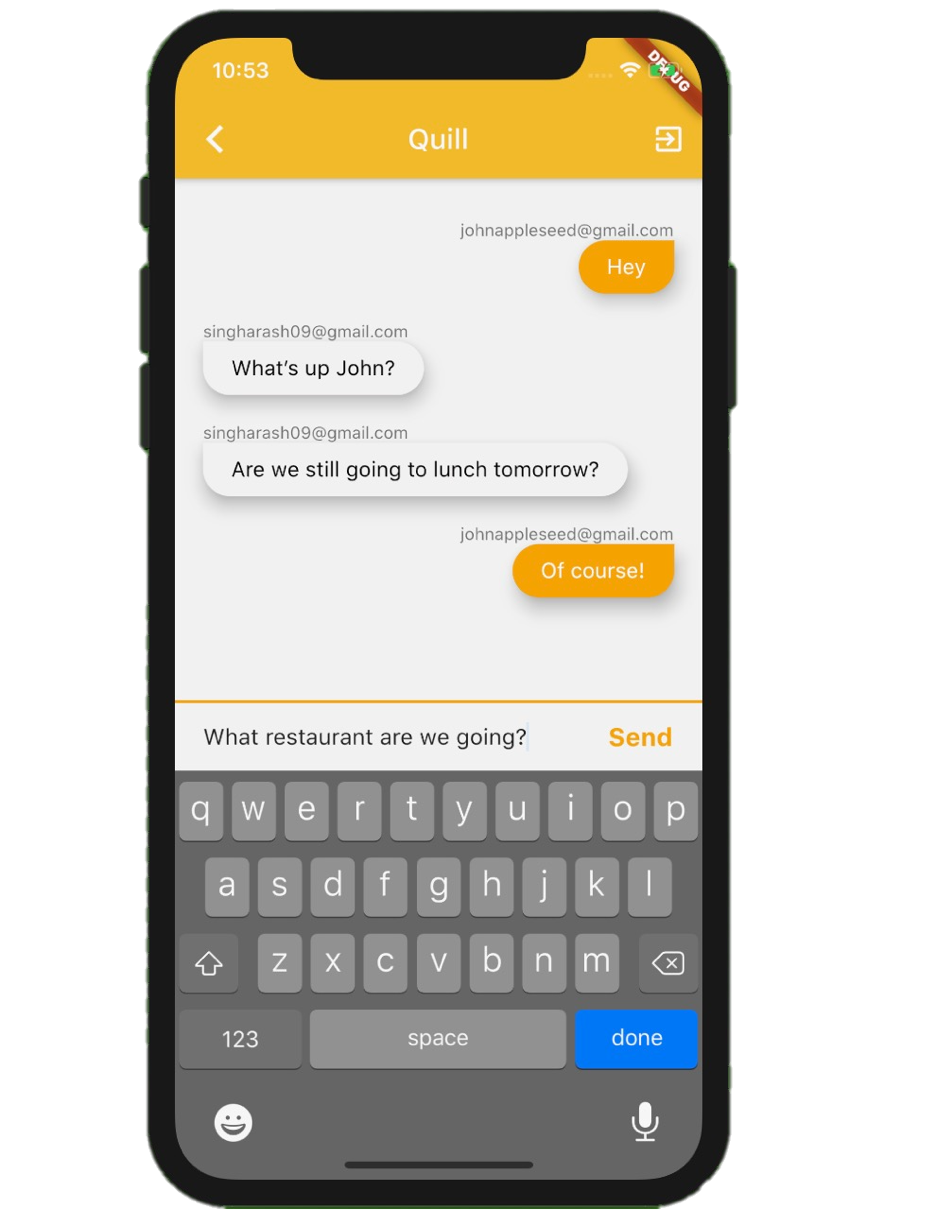 10:53
DEBUG
Quill
johnappleseed@gmail.com
Hey
singharash09@gmail.com
What’s up John?
singharash09@gmail.com
Are we still going to lunch tomorrow?
johnappleseed@gmail.com
Of course!
What restaurant are we going? Send
q w e r t y u i o p
a s d f g h j k l
z x c v b n m
123 space done